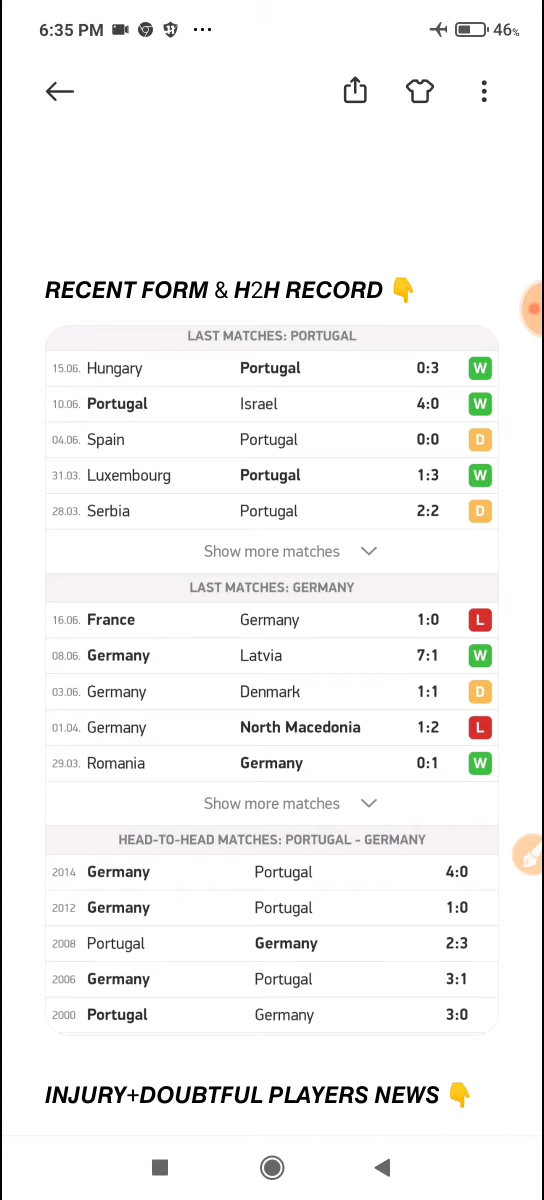 6:35 PM ... 46%
RECENT FORM & H2H RECORD 👇
LAST MATCHES: PORTUGAL
15.06. Hungary Portugal 0:3 W
10.06. Portugal Israel 4:0 W
04.06. Spain Portugal 0:0 D
31.03. Luxembourg Portugal 1:3 W
28.03. Serbia Portugal 2:2 D
Show more matches
LAST MATCHES: GERMANY
16.06. France Germany 1:0 L
08.06. Germany Latvia 7:1 W
03.06. Germany Denmark 1:1 D
01.04. Germany North Macedonia 1:2 L
29.03. Romania Germany 0:1 W
Show more matches
HEAD-TO-HEAD MATCHES: PORTUGAL - GERMANY
2014 Germany Portugal 4:0
2012 Germany Portugal 1:0
2008 Portugal Germany 2:3
2006 Germany Portugal 3:1
2000 Portugal Germany 3:0
INJURY+DOUBTFUL PLAYERS NEWS 👇